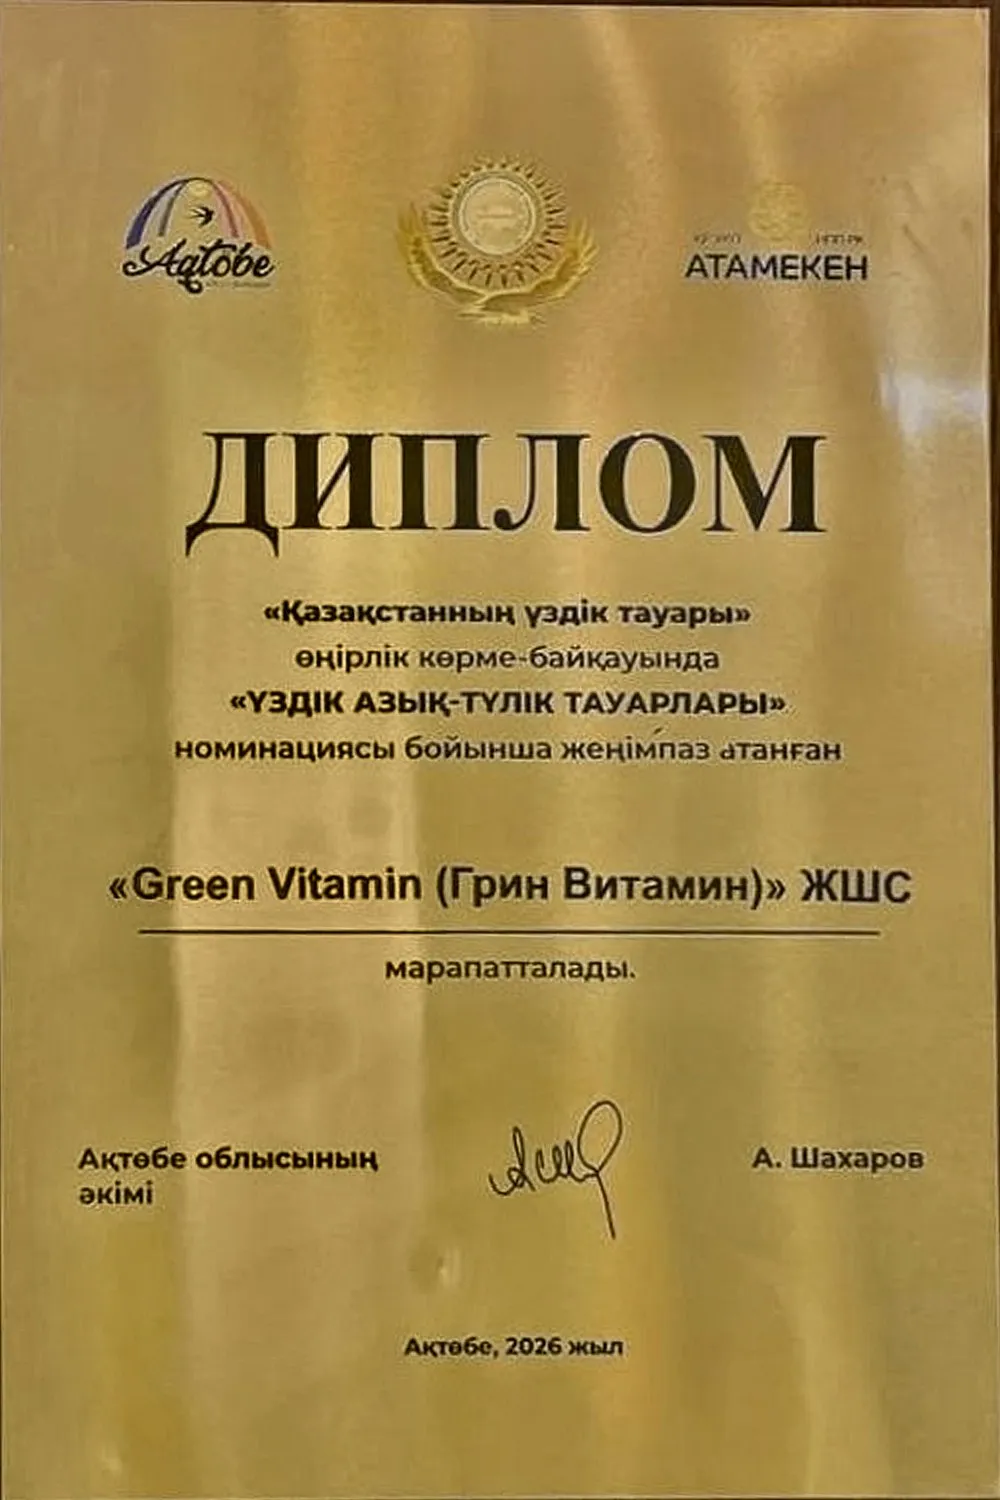 Aqtobe
АТАМЕКЕН
ДИПЛОМ
«Қазақстанның үздік тауары»
өңірлік көрме-байқауында
«ҮЗДІК АЗЫҚ-ТҮЛІК ТАУАРЛАРЫ»
номинациясы бойынша жеңімпаз атанған
«Green Vitamin (Грин Витамин)» ЖШС
марапатталады.
Ақтөбе облысының
әкімі
А. Шахаров
Ақтөбе, 2026 жыл